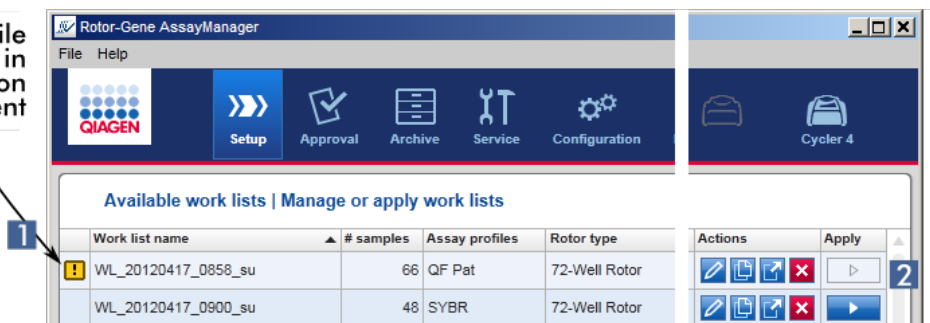 ile
in
on
ent
Rotor-Gene AssayManager
File Help
QIAGEN
Setup Approval Archive Service Configuration Cycler 4
Available work lists | Manage or apply work lists
Work list name # samples Assay profiles Rotor type Actions Apply
1
! WL_20120417_0858_su 66 QF Pat 72-Well Rotor 2
WL_20120417_0900_su 48 SYBR 72-Well Rotor